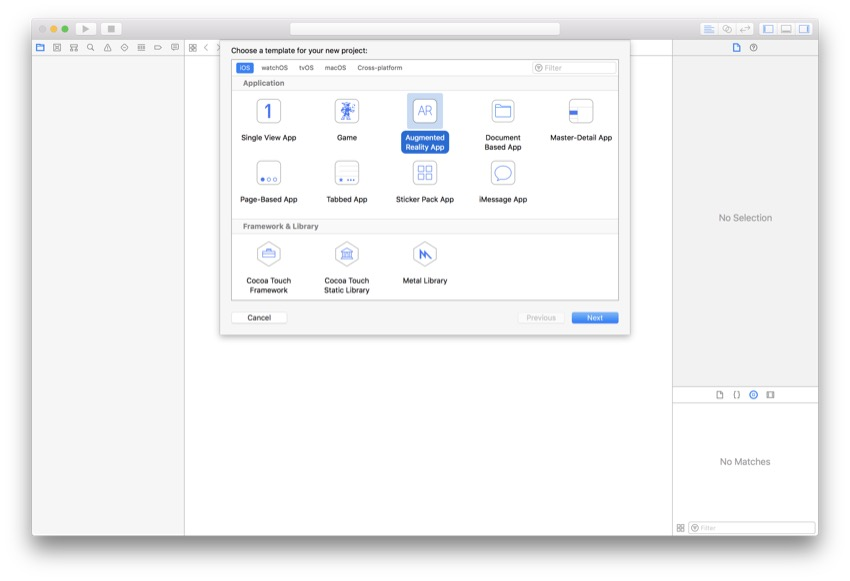 Choose a template for your new project:
iOS watchOS tvOS macOS Cross-platform Filter
Application
1 AR
Single View App Game Augmented Reality App Document Based App Master-Detail App
Page-Based App Tabbed App Sticker Pack App iMessage App
Framework & Library
Cocoa Touch Framework Cocoa Touch Static Library Metal Library
Cancel Previous Next
No Selection
{ }
No Matches
Filter